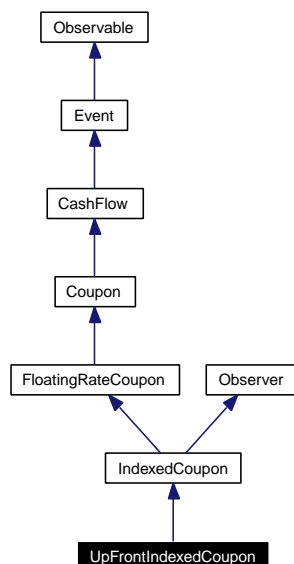 Observable
Event
CashFlow
Coupon
FloatingRateCoupon
Observer
IndexedCoupon
UpFrontIndexedCoupon